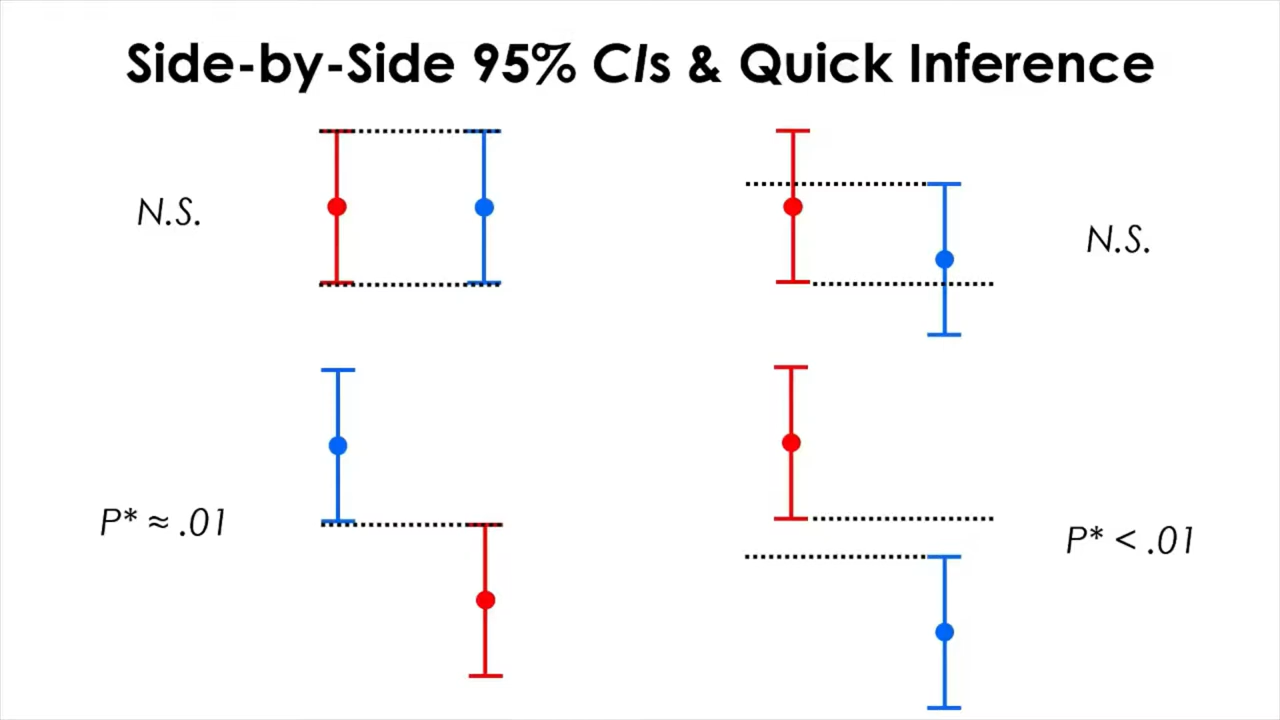 Side-by-Side 95% CIs & Quick Inference
N.S.
N.S.
P* ≈ .01
P* < .01